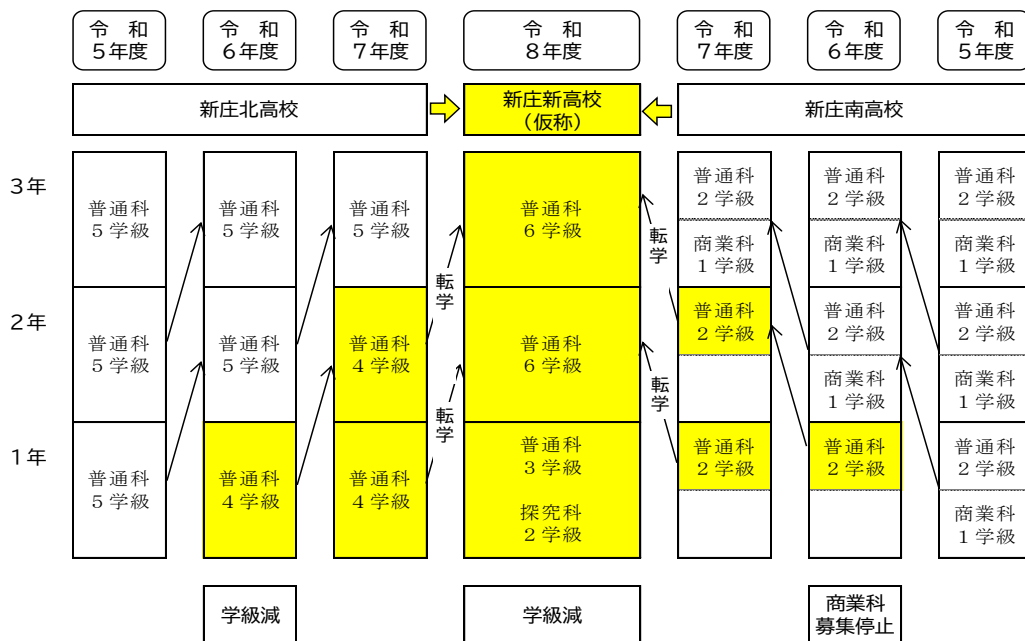 令 和
5年度
令 和
6年度
令 和
7年度
令 和
8年度
令 和
7年度
令 和
6年度
令 和
5年度
新庄北高校
新庄新高校
(仮称)
新庄南高校
3年
普通科
5学級
普通科
5学級
普通科
5学級
普通科
6学級
転学
普通科
2学級
商業科
1学級
普通科
2学級
商業科
1学級
普通科
2学級
商業科
1学級
2年
普通科
5学級
普通科
5学級
普通科
4学級
転学
普通科
6学級
転学
普通科
2学級
普通科
2学級
商業科
1学級
普通科
2学級
商業科
1学級
1年
普通科
5学級
普通科
4学級
普通科
4学級
転学
普通科
3学級
探究科
2学級
普通科
2学級
普通科
2学級
普通科
2学級
商業科
1学級
学級減
学級減
商業科
募集停止